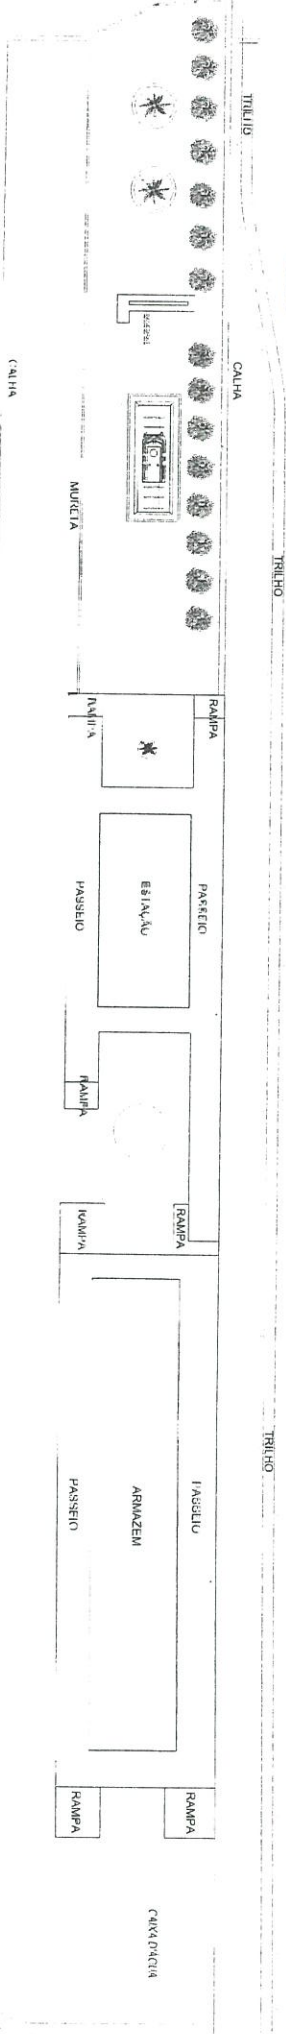 TRILHO
CALHA
CALHA
TRILHO
MURETA
RAMPA
RAMPA
PASSEIO
ESTAÇÃO
PASSEIO
RAMPA
RAMPA
RAMPA
TRILHO
PASSEIO
ARMAZEM
PASSEIO
RAMPA
RAMPA
CAIXA D'ÁGUA